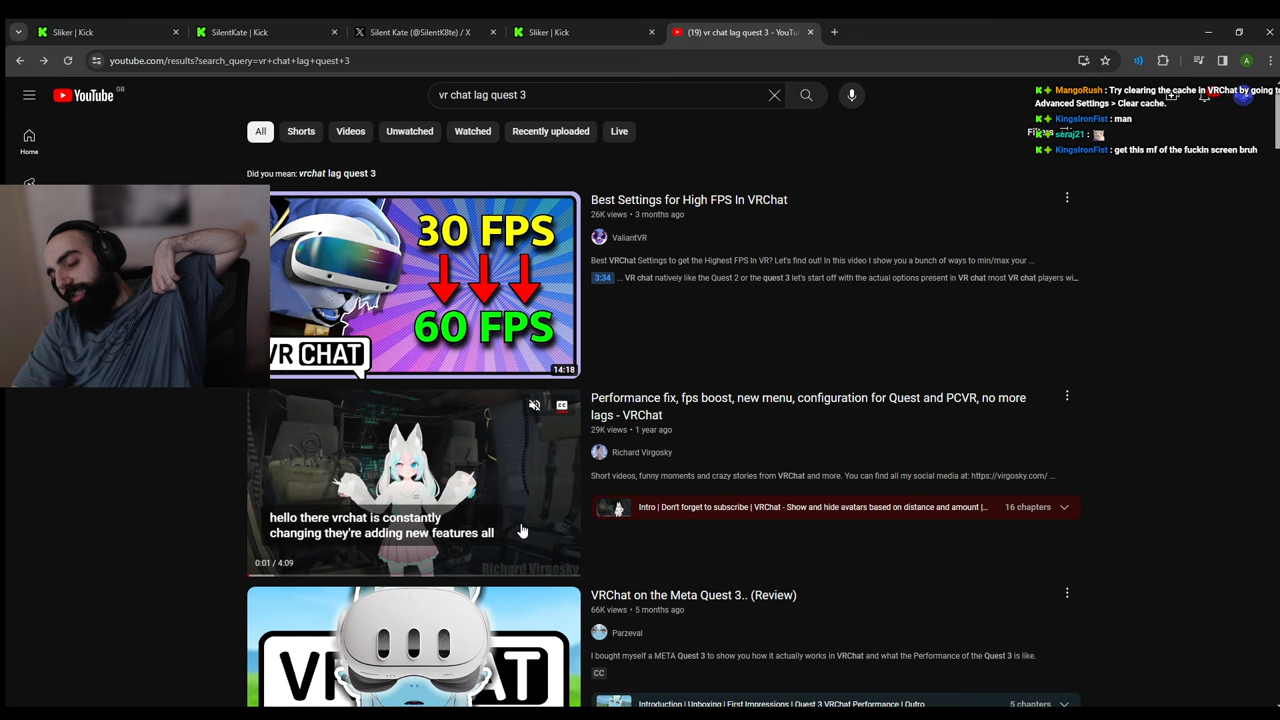 Sliker | Kick
SilentKate | Kick
Silent Kate (@SilentK8te) / X
Sliker | Kick
(19) vr chat lag quest 3 - YouTu
youtube.com/results?search_query=vr+chat+lag+quest+3
A
YouTube GB
vr chat lag quest 3
MangoRush : Try clearing the cache in VRChat by going to
Advanced Settings > Clear cache.
KingsIronFist : man
seraj21 :
KingsIronFist : get this mf of the fuckin screen bruh
All
Shorts
Videos
Unwatched
Watched
Recently uploaded
Live
Home
Did you mean: vrchat lag quest 3
30 FPS
60 FPS
VR CHAT
14:18
Best Settings for High FPS In VRChat
26K views • 3 months ago
ValiantVR
Best VRChat Settings to get the Highest FPS In VR? Let's find out! In this video I show you a bunch of ways to min/max your ...
3:34 ... VR chat natively like the Quest 2 or the quest 3 let's start off with the actual options present in VR chat most VR chat players wi...
CC
hello there vrchat is constantly
changing they're adding new features all
0:01 / 4:09
Richard Virgosky
Performance fix, fps boost, new menu, configuration for Quest and PCVR, no more
lags - VRChat
29K views • 1 year ago
Richard Virgosky
Short videos, funny moments and crazy stories from VRChat and more. You can find all my social media at: https://virgosky.com/ ...
Intro | Don't forget to subscribe | VRChat - Show and hide avatars based on distance and amount |...
16 chapters
VRChat on the Meta Quest 3.. (Review)
66K views • 5 months ago
Parzeval
I bought myself a META Quest 3 to show you how it actually works in VRChat and what the Performance of the Quest 3 is like.
CC
Introduction | Unboxing | First Impressions | Quest 3 VRChat Performance | Outro
5 chapters